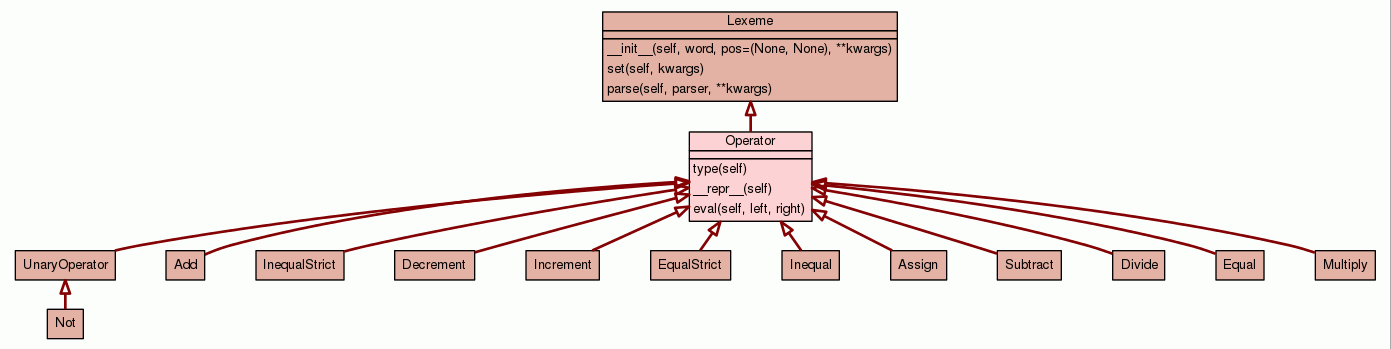 Lexeme
__init__(self, word, pos=(None, None), **kwargs)
set(self, kwargs)
parse(self, parser, **kwargs)
Operator
type(self)
__repr__(self)
eval(self, left, right)
UnaryOperator
Add
InequalStrict
Decrement
Increment
EqualStrict
Inequal
Assign
Subtract
Divide
Equal
Multiply
Not